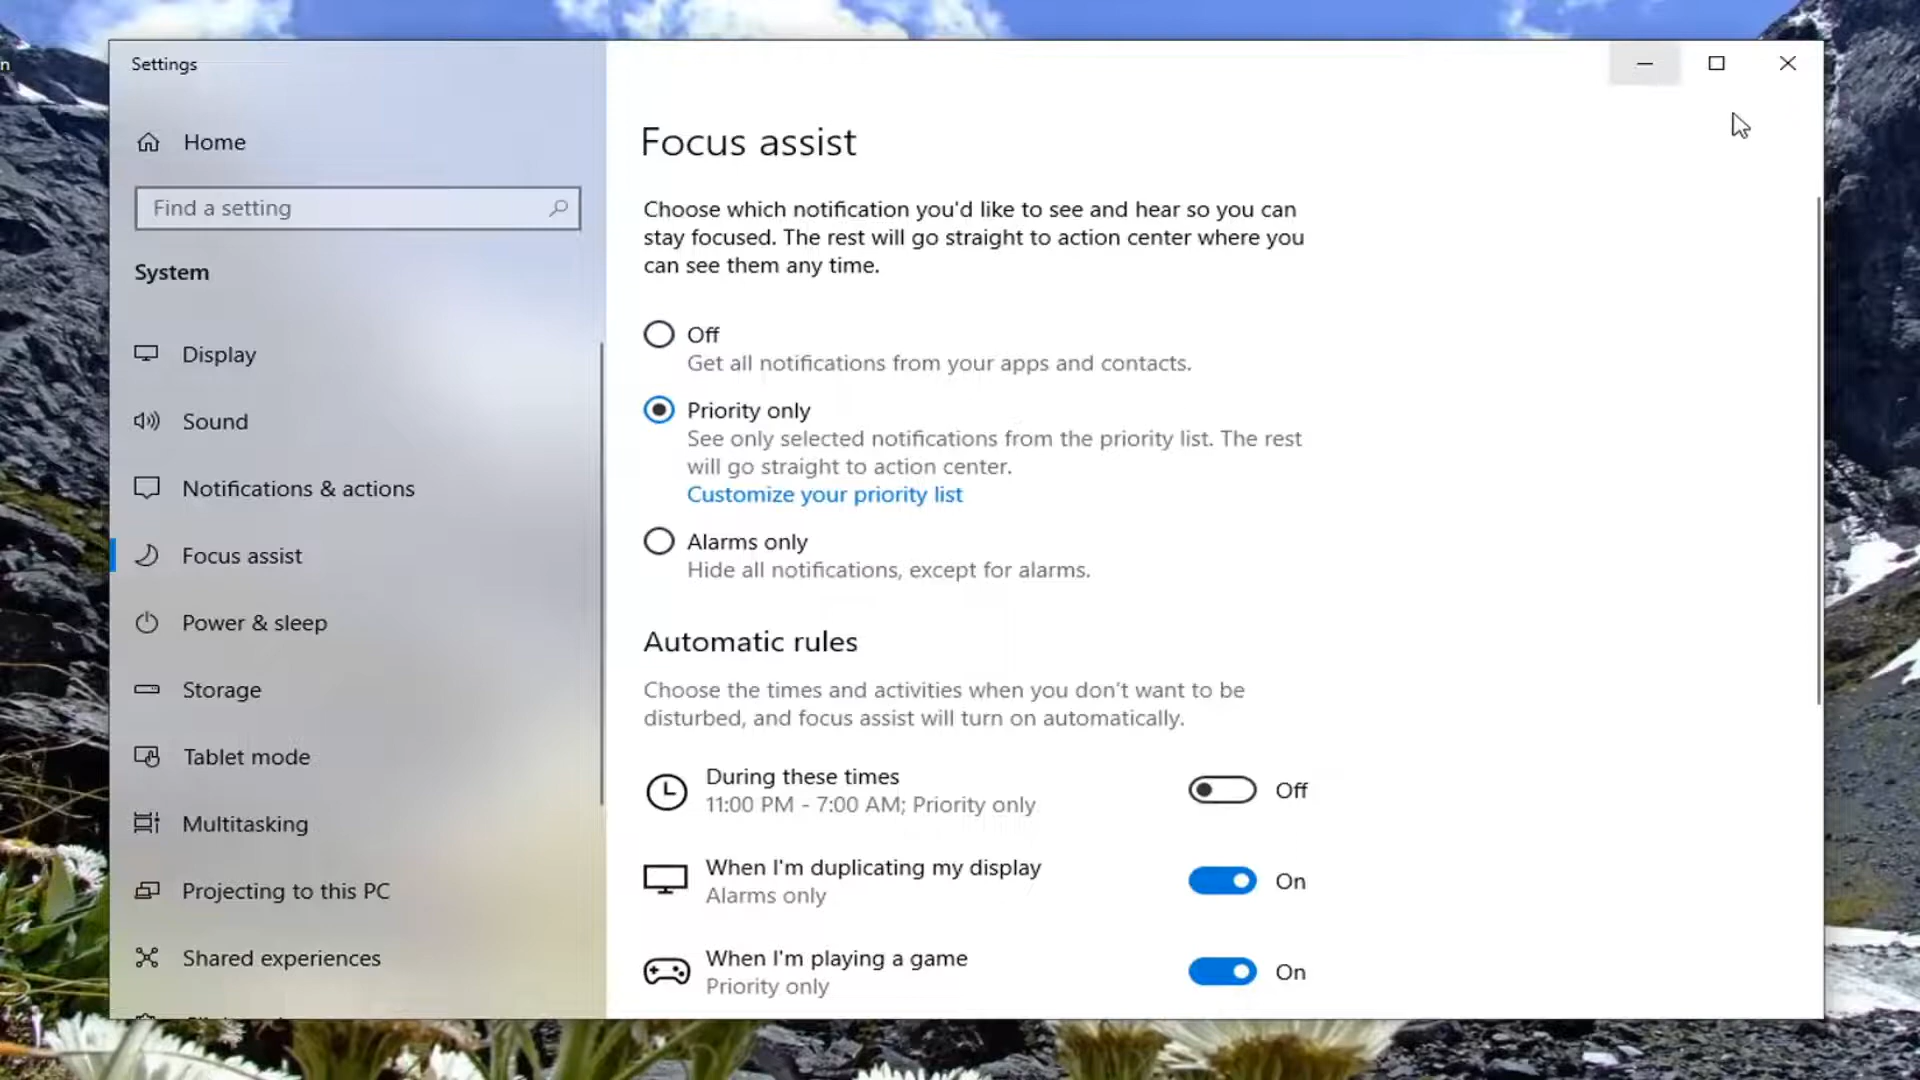 n
Settings
Home
Find a setting
System
Display
Sound
Notifications & actions
Focus assist
Power & sleep
Storage
Tablet mode
Multitasking
Projecting to this PC
Shared experiences
Focus assist
Choose which notification you'd like to see and hear so you can
stay focused. The rest will go straight to action center where you
can see them any time.
Off
Get all notifications from your apps and contacts.
Priority only
See only selected notifications from the priority list. The rest
will go straight to action center.
Customize your priority list
Alarms only
Hide all notifications, except for alarms.
Automatic rules
Choose the times and activities when you don't want to be
disturbed, and focus assist will turn on automatically.
During these times
11:00 PM - 7:00 AM; Priority only
Off
When I'm duplicating my display
Alarms only
On
When I'm playing a game
Priority only
On